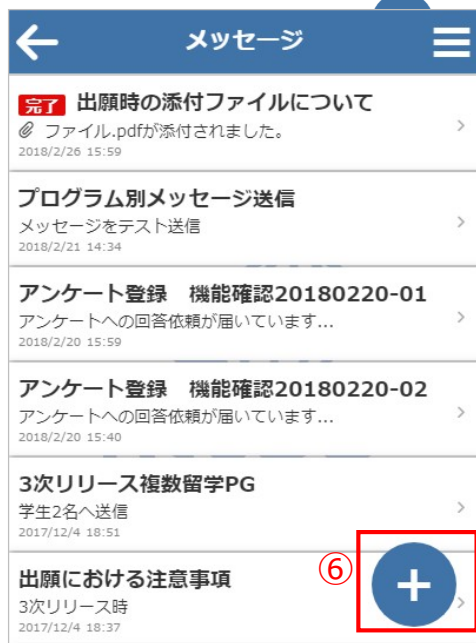 メッセージ
完了 出願時の添付ファイルについて
ファイル.pdfが添付されました。
2018/2/26 15:59
プログラム別メッセージ送信
メッセージをテスト送信
2018/2/21 14:34
アンケート登録　機能確認20180220-01
アンケートへの回答依頼が届いています...
2018/2/20 15:59
アンケート登録　機能確認20180220-02
アンケートへの回答依頼が届いています...
2018/2/20 15:40
3次リリース複数留学PG
学生2名へ送信
2017/12/4 18:51
⑥
出願における注意事項
3次リリース時
2017/12/4 18:37